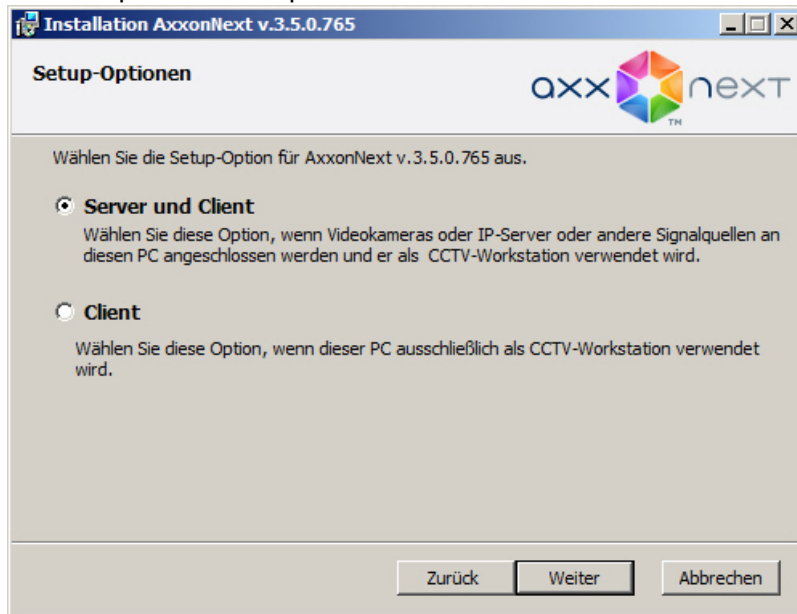 Installation AxxonNext v.3.5.0.765
Setup-Optionen
axx next
TM
Wählen Sie die Setup-Option für AxxonNext v.3.5.0.765 aus.
Server und Client
Wählen Sie diese Option, wenn Videokameras oder IP-Server oder andere Signalquellen an
diesen PC angeschlossen werden und er als CCTV-Workstation verwendet wird.
Client
Wählen Sie diese Option, wenn dieser PC ausschließlich als CCTV-Workstation verwendet
wird.
Zurück Weiter Abbrechen